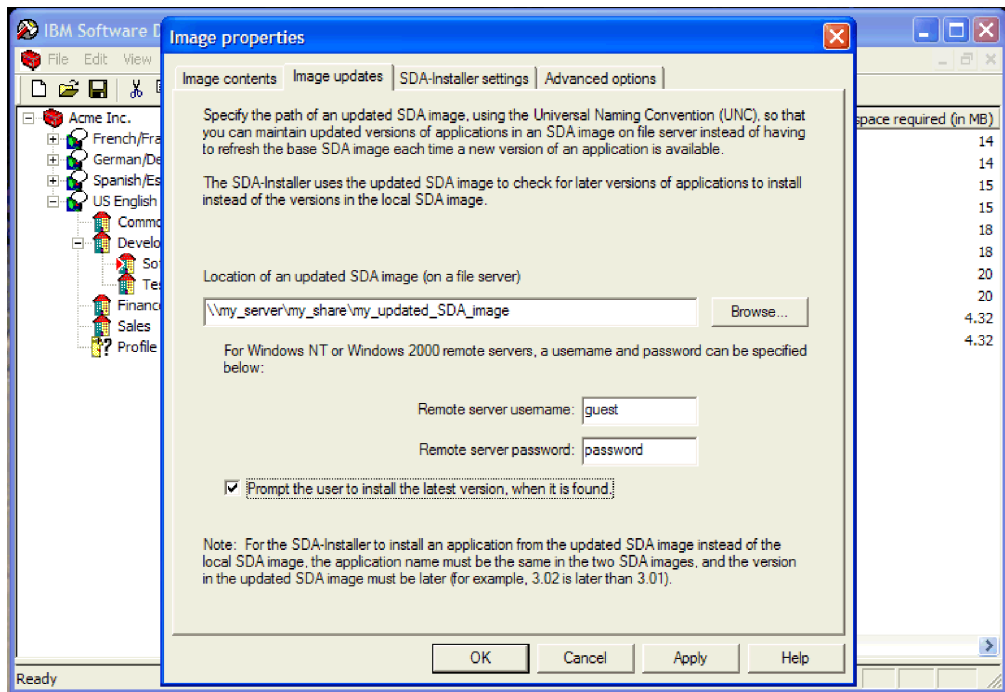 IBM Software D
File Edit View
Acme Inc.
French/Fra
German/De
Spanish/Es
US English
Commo
Develo
So
Te
Finance
Sales
Profile
Image properties
Image contents
Image updates
SDA-Installer settings
Advanced options
Specify the path of an updated SDA image, using the Universal Naming Convention (UNC), so that
you can maintain updated versions of applications in an SDA image on file server instead of having
to refresh the base SDA image each time a new version of an application is available.
The SDA-Installer uses the updated SDA image to check for later versions of applications to install
instead of the versions in the local SDA image.
Location of an updated SDA image (on a file server)
\\my_server\my_share\my_updated_SDA_image
Browse...
For Windows NT or Windows 2000 remote servers, a username and password can be specified
below:
Remote server username: guest
Remote server password: password
Prompt the user to install the latest version, when it is found.
Note: For the SDA-Installer to install an application from the updated SDA image instead of the
local SDA image, the application name must be the same in the two SDA images, and the version
in the updated SDA image must be later (for example, 3.02 is later than 3.01).
OK
Cancel
Apply
Help
space required (in MB)
14
14
15
15
18
18
20
20
4.32
4.32
Ready